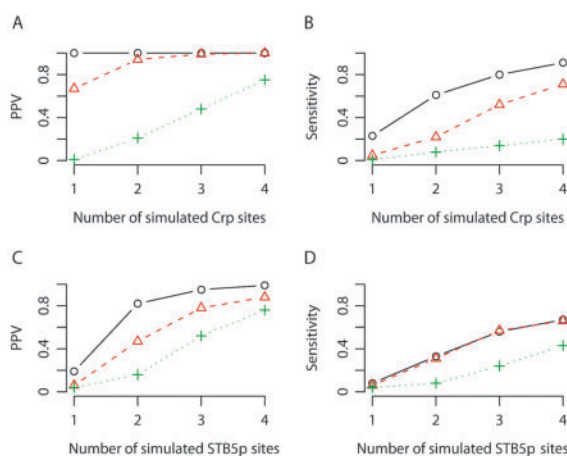 A
B
PPV
0 0.4 0.8
1 2 3 4
Number of simulated Crp sites
Sensitivity
0 0.4 0.8
1 2 3 4
Number of simulated Crp sites
C
D
PPV
0 0.4 0.8
1 2 3 4
Number of simulated STB5p sites
Sensitivity
0 0.4 0.8
1 2 3 4
Number of simulated STB5p sites